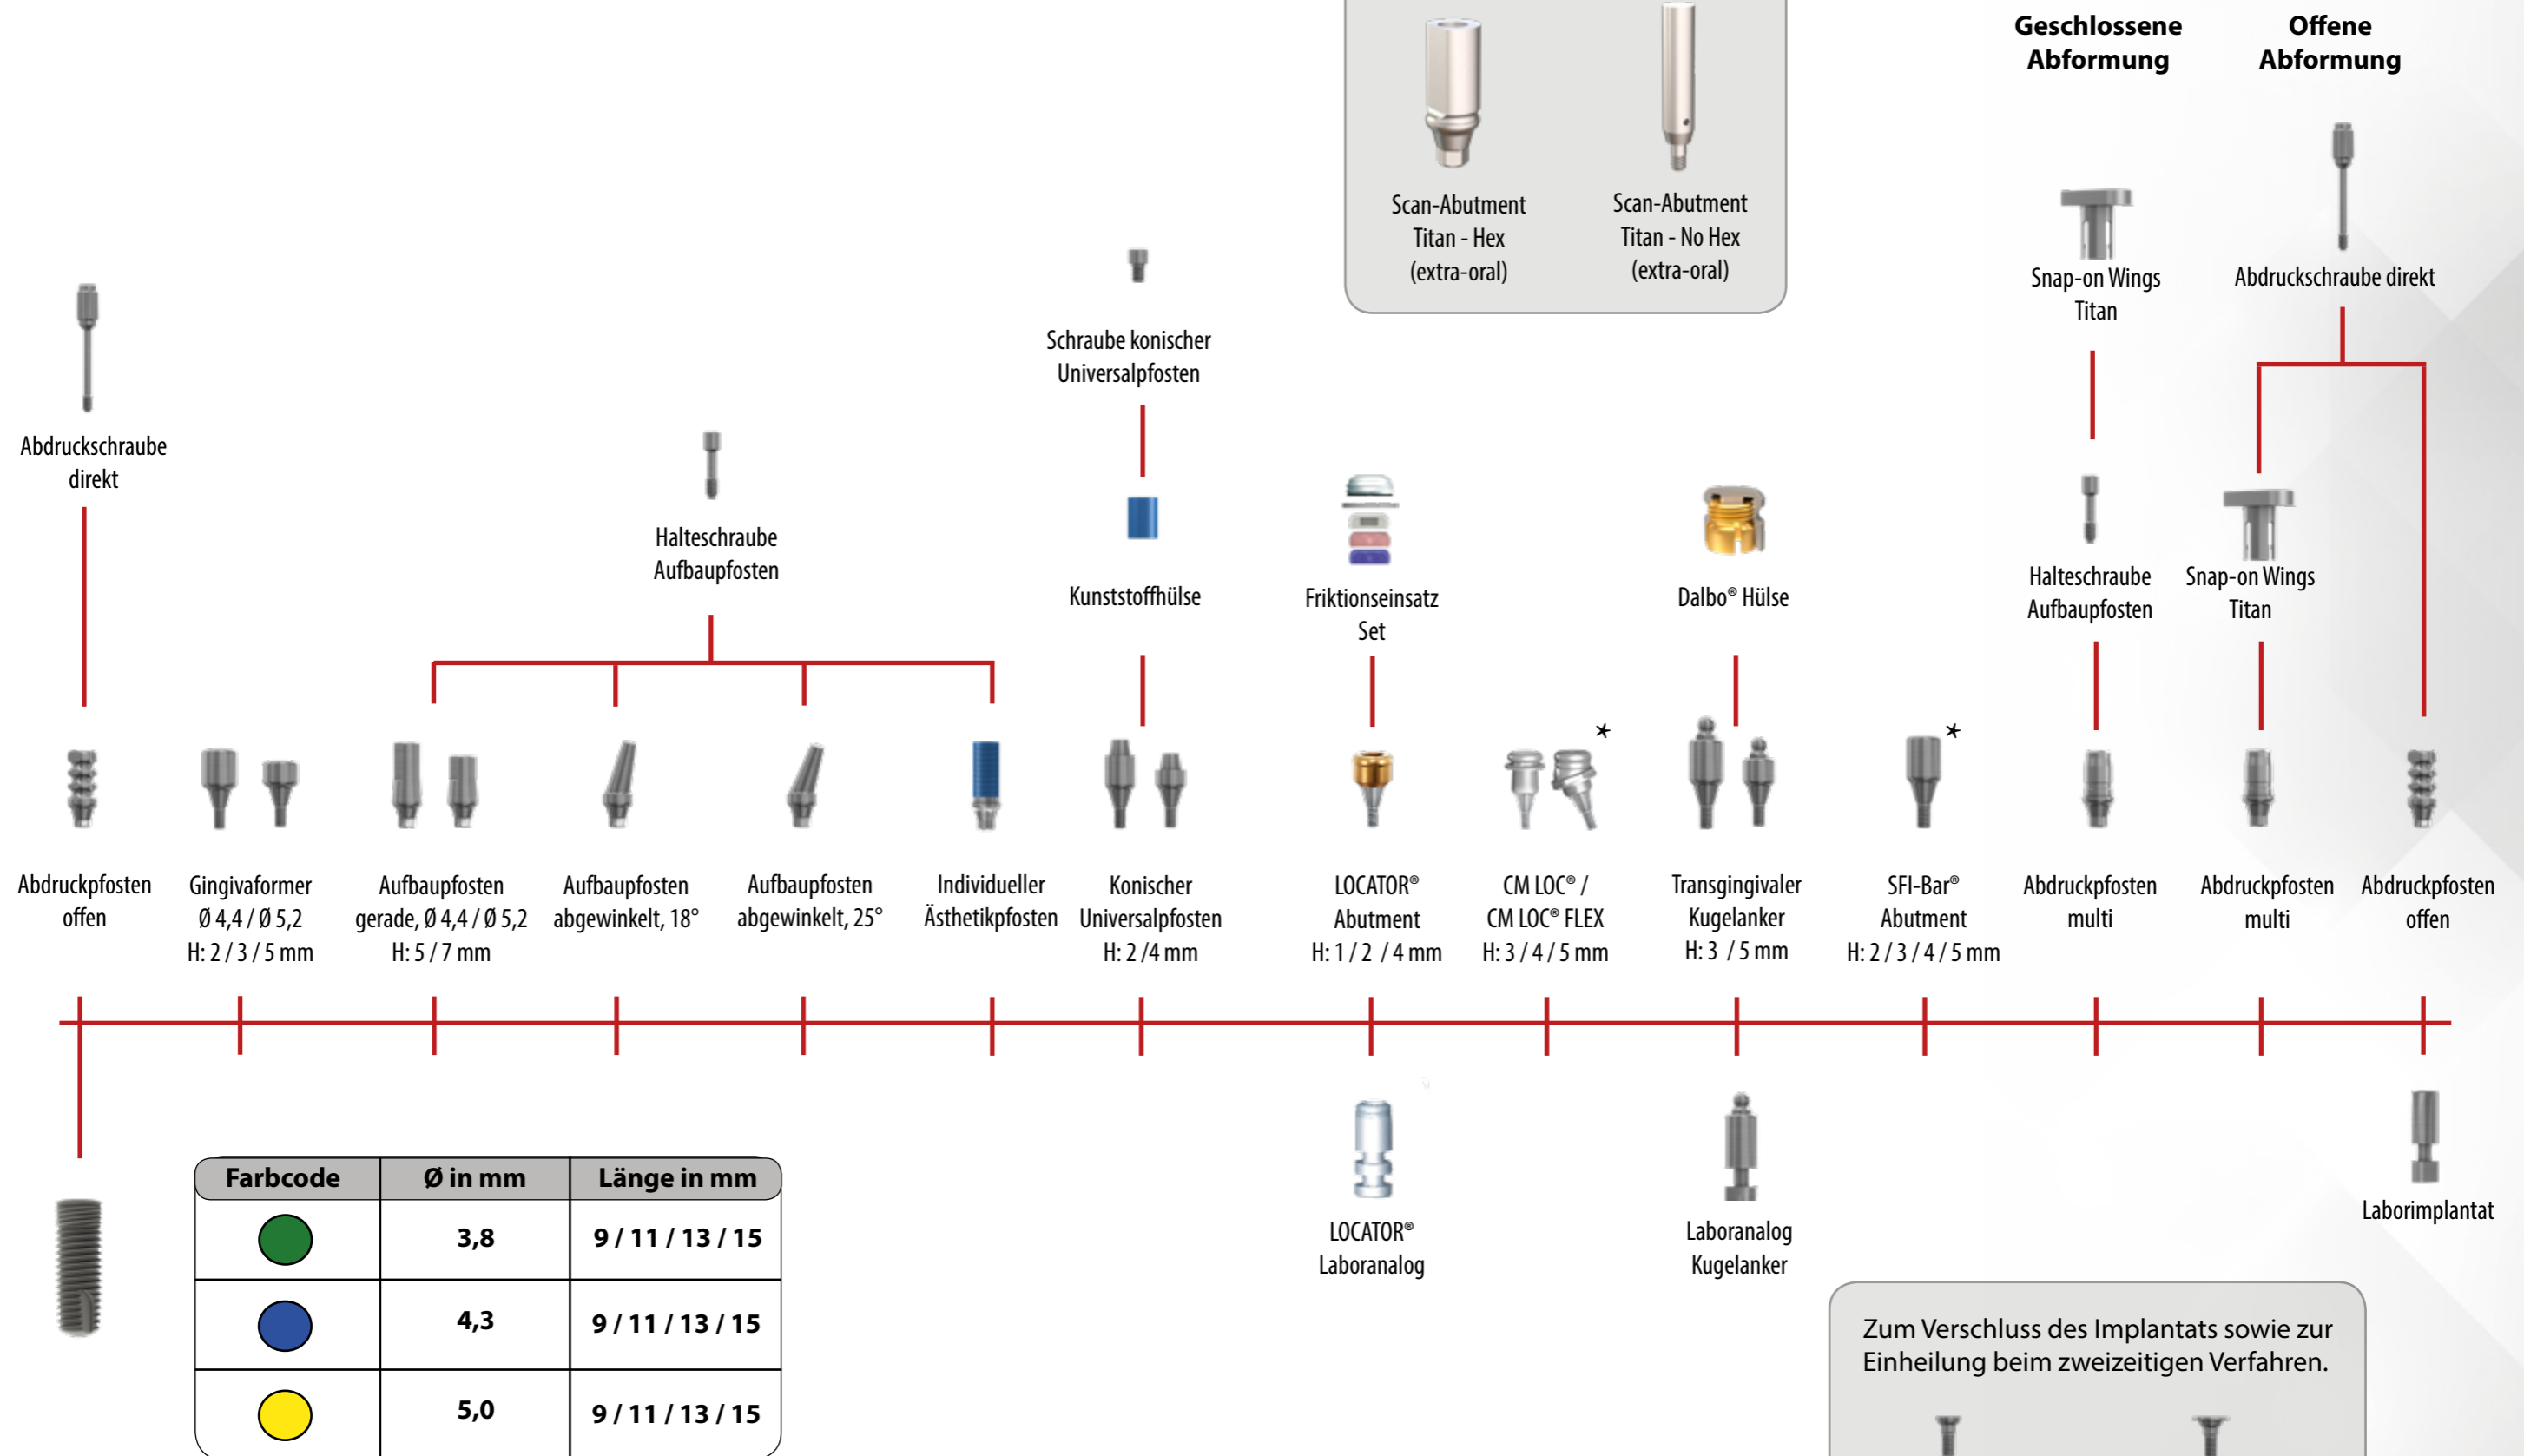 Geschlossene
Abformung
Offene
Abformung
Scan-Abutment
Titan - Hex
(extra-oral)
Scan-Abutment
Titan - No Hex
(extra-oral)
Snap-on Wings
Titan
Abdruckschraube direkt
Schraube konischer
Universalpfosten
Abdruckschraube
direkt
Halteschraube
Aufbaupfosten
Kunststoffhülse
Friktionseinsatz
Set
Dalbo® Hülse
Halteschraube
Aufbaupfosten
Snap-on Wings
Titan
*
*
Abdruckpfosten
offen
Gingivaformer
Ø 4,4 / Ø 5,2
H: 2 / 3 / 5 mm
Aufbaupfosten
gerade, Ø 4,4 / Ø 5,2
H: 5 / 7 mm
Aufbaupfosten
abgewinkelt, 18°
Aufbaupfosten
abgewinkelt, 25°
Individueller
Ästhetikpfosten
Konischer
Universalpfosten
H: 2 /4 mm
LOCATOR®
Abutment
H: 1 / 2 / 4 mm
CM LOC® /
CM LOC® FLEX
H: 3 / 4 / 5 mm
Transgingivaler
Kugelanker
H: 3 / 5 mm
SFI-Bar®
Abutment
H: 2 / 3 / 4 / 5 mm
Abdruckpfosten
multi
Abdruckpfosten
multi
Abdruckpfosten
offen
LOCATOR®
Laboranalog
Laboranalog
Kugelanker
Laborimplantat
Farbcode Ø in mm Länge in mm
3,8 9 / 11 / 13 / 15
4,3 9 / 11 / 13 / 15
5,0 9 / 11 / 13 / 15
Zum Verschluss des Implantats sowie zur
Einheilung beim zweizeitigen Verfahren.